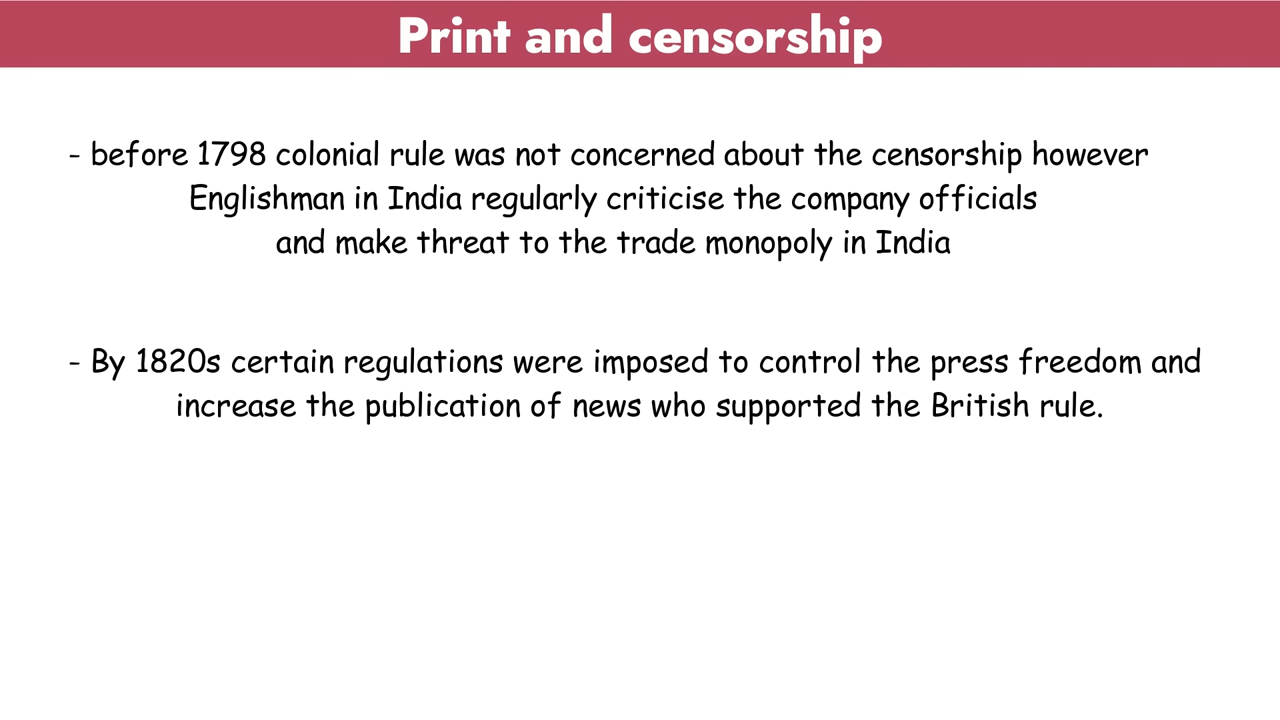 Print and censorship
- before 1798 colonial rule was not concerned about the censorship however
Englishman in India regularly criticise the company officials
and make threat to the trade monopoly in India
- By 1820s certain regulations were imposed to control the press freedom and
increase the publication of news who supported the British rule.